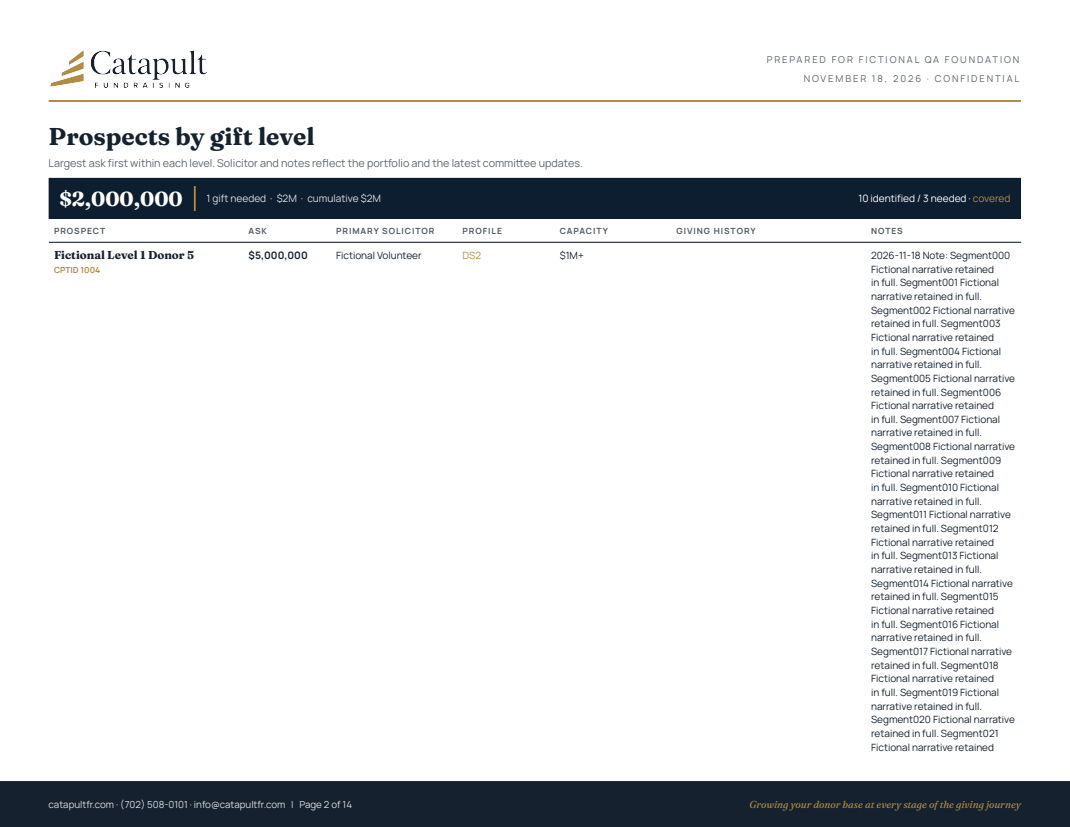 Catapult
FUNDRAISING
PREPARED FOR FICTIONAL QA FOUNDATION
NOVEMBER 18, 2026 · CONFIDENTIAL
Prospects by gift level
Largest ask first within each level. Solicitor and notes reflect the portfolio and the latest committee updates.
$2,000,000 1 gift needed · $2M · cumulative $2M 10 identified / 3 needed · covered
PROSPECT ASK PRIMARY SOLICITOR PROFILE CAPACITY GIVING HISTORY NOTES
Fictional Level 1 Donor 5 $5,000,000 Fictional Volunteer DS2 $1M+ 2026-11-18 Note: Segment000
CPTID 1004
Fictional narrative retained
in full. Segment001 Fictional
narrative retained in full.
Segment002 Fictional narrative
retained in full. Segment003
Fictional narrative retained
in full. Segment004 Fictional
narrative retained in full.
Segment005 Fictional narrative
retained in full. Segment006
Fictional narrative retained
in full. Segment007 Fictional
narrative retained in full.
Segment008 Fictional narrative
retained in full. Segment009
Fictional narrative retained
in full. Segment010 Fictional
narrative retained in full.
Segment011 Fictional narrative
retained in full. Segment012
Fictional narrative retained
in full. Segment013 Fictional
narrative retained in full.
Segment014 Fictional narrative
retained in full. Segment015
Fictional narrative retained
in full. Segment016 Fictional
narrative retained in full.
Segment017 Fictional narrative
retained in full. Segment018
Fictional narrative retained
in full. Segment019 Fictional
narrative retained in full.
Segment020 Fictional narrative
retained in full. Segment021
Fictional narrative retained
catapultfr.com · (702) 508-0101 · info@catapultfr.com | Page 2 of 14
Growing your donor base at every stage of the giving journey